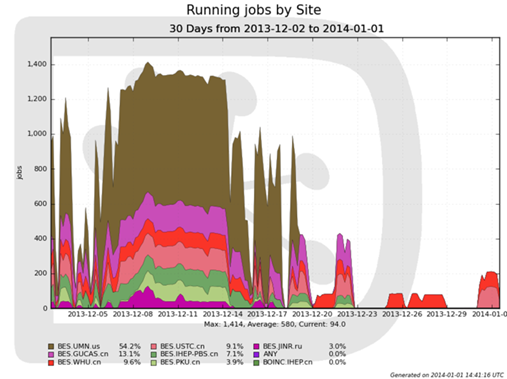 Running jobs by Site
30 Days from 2013-12-02 to 2014-01-01
1,400
1,200
1,000
800
600
400
200
0
jobs
2013-12-05 2013-12-08 2013-12-11 2013-12-14 2013-12-17 2013-12-20 2013-12-23 2013-12-26 2013-12-29 2014-01-0
Max: 1,414, Average: 580, Current: 94.0
BES.UMN.us 54.2% BES.USTC.cn 9.1% BES.JINR.ru 3.0%
BES.GUCAS.cn 13.1% BES.IHEP-PBS.cn 7.1% ANY 0.0%
BES.WHU.cn 9.6% BES.PKU.cn 3.9% BOINC.IHEP.cn 0.0%
Generated on 2014-01-01 14:41:16 UTC